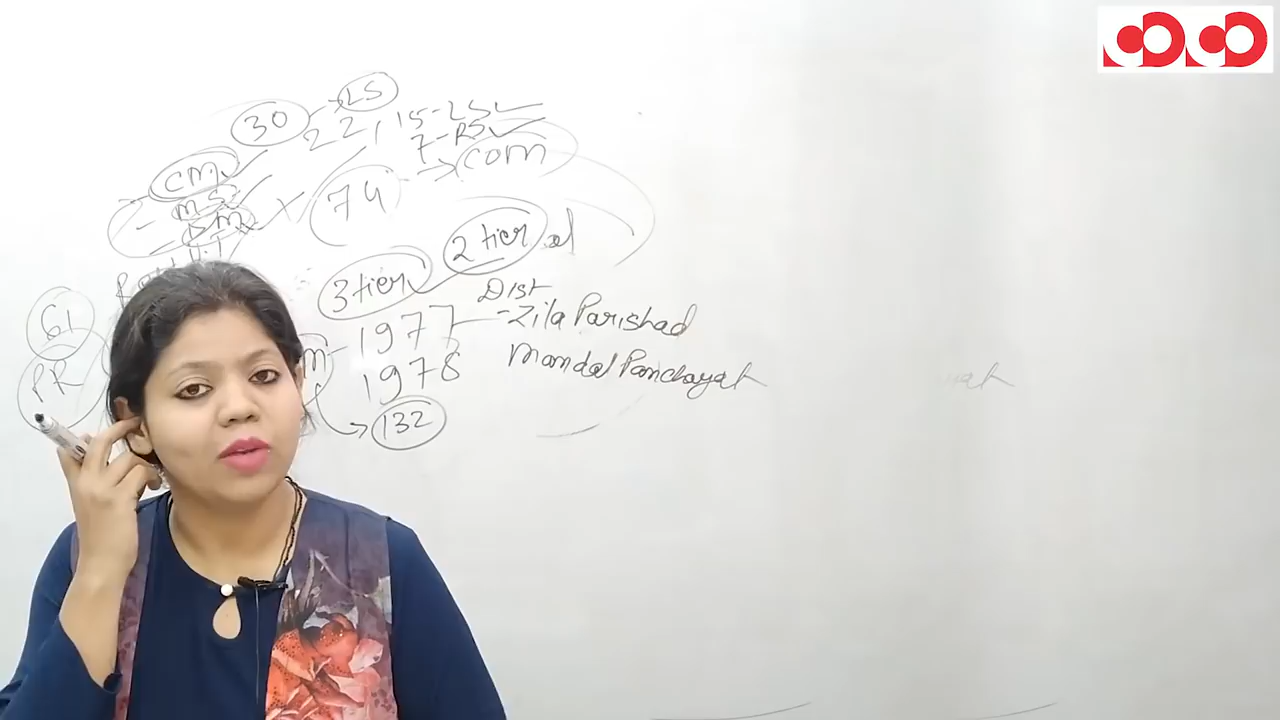 30 → LS
22, 15-LS ✓
7-RS ✓
- CM ✓
- MS
- SM
74 → com
3 tier ✓ 2 tier
61
PR
1977 - Dist
- Zila Parishad
1978
Mandal Panchayat
→ 132